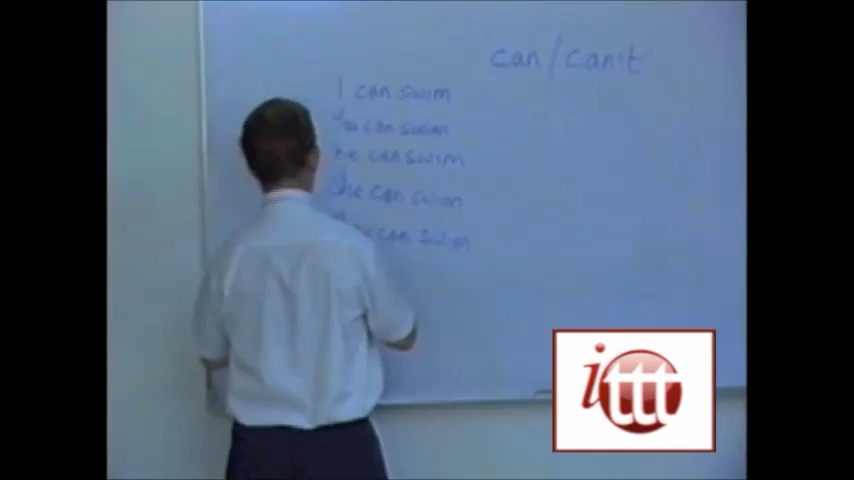 can/can't
I can swim
You can swim
he can swim
She can swim
can swim
ittt